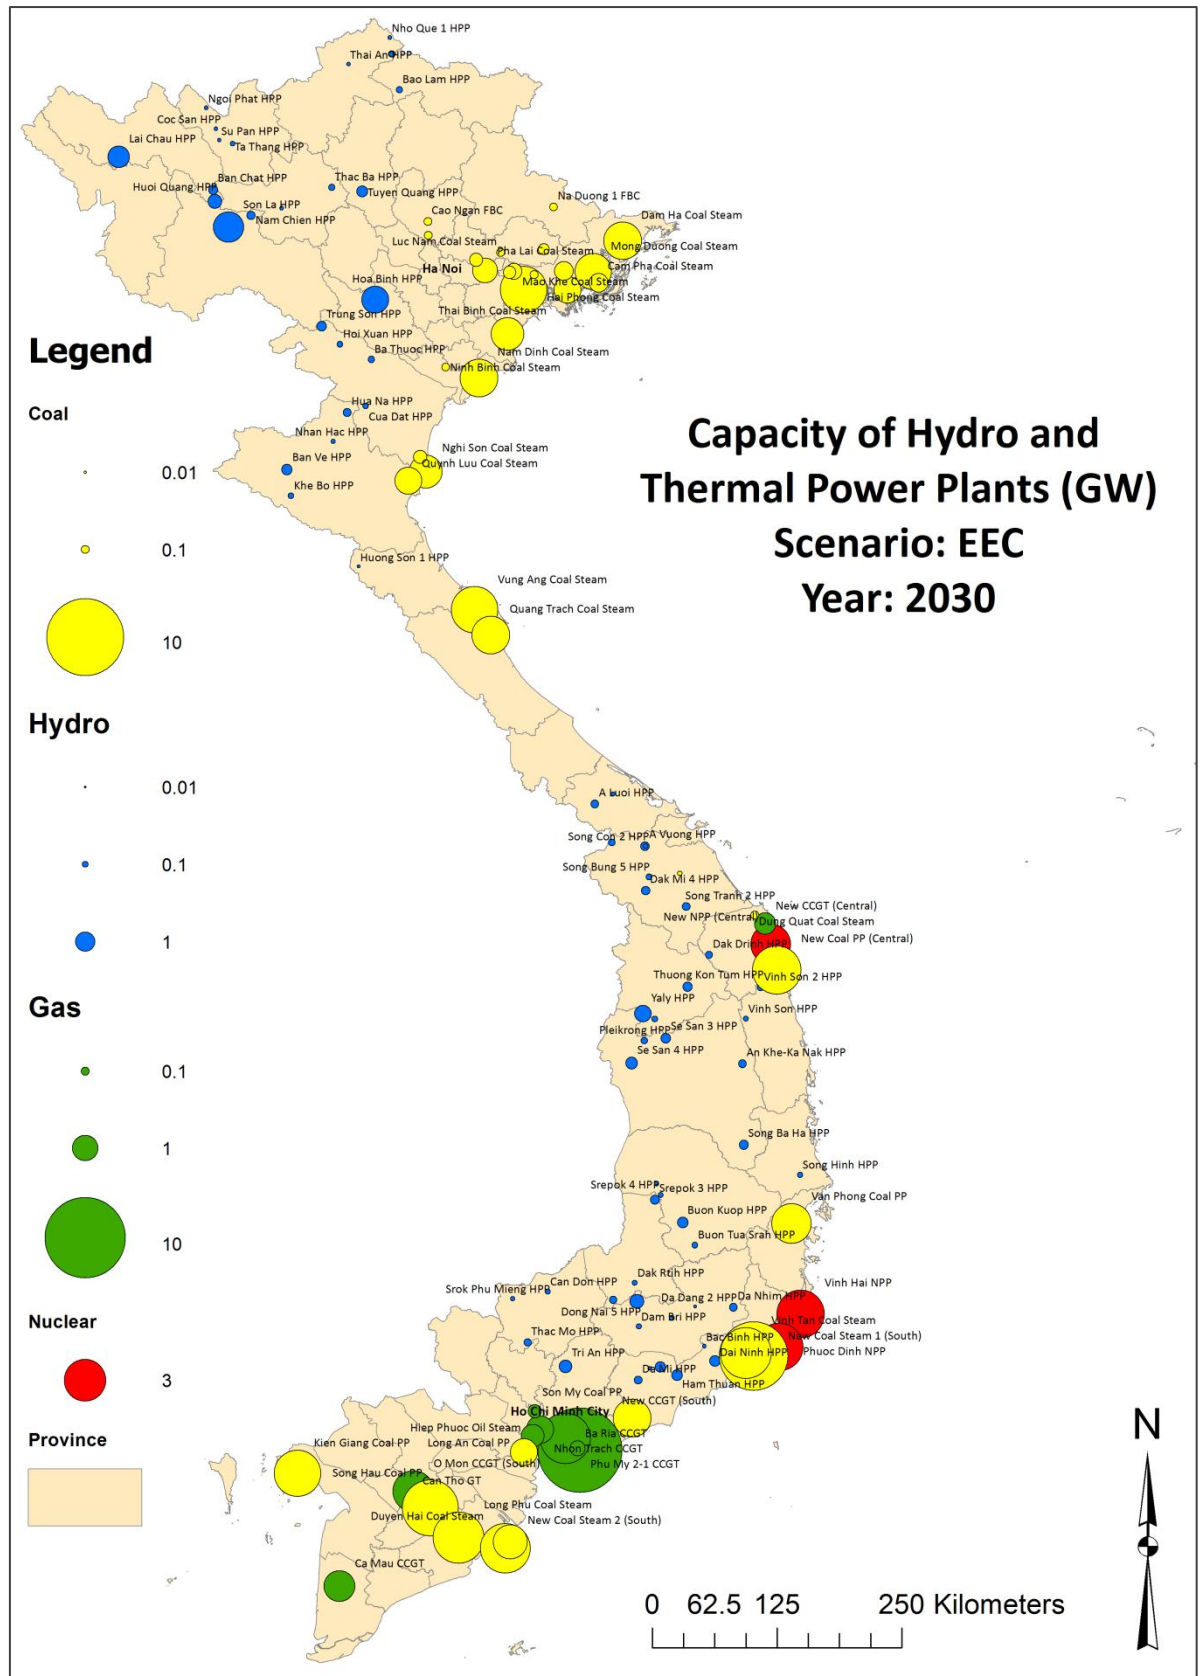 Nho Que 1 HPP
Thai An HPP
Bao Lam HPP
Ngoi Phat HPP
Coc San HPP
Su Pan HPP
Lai Chau HPP
Ta Thang HPP
Ban Chat HPP
Thac Ba HPP
Huoi Quang HPP
Tuyen Quang HPP
Na Duong 1 FBC
Son La HPP
Cao Ngan FBC
Dam Ha Coal Steam
Nam Chien HPP
Luc Nam Coal Steam
Mong Duong Coal Steam
Pha Lai Coal Steam
Ha Noi
Cam Pha Coal Steam
Hoa Binh HPP
Mao Khe Coal Steam
Hai Phong Coal Steam
Trung Son HPP
Thai Binh Coal Steam
Hoi Xuan HPP
Ba Thuoc HPP
Nam Dinh Coal Steam
Ninh Binh Coal Steam
Hua Na HPP
Cua Dat HPP
Nhan Hac HPP
Nghi Son Coal Steam
Ban Ve HPP
Quynh Luu Coal Steam
Khe Bo HPP
Huong Son 1 HPP
Vung Ang Coal Steam
Quang Trach Coal Steam
Capacity of Hydro and
Thermal Power Plants (GW)
Scenario: EEC
Year: 2030
Legend
Coal
0.01
0.1
10
Hydro
0.01
0.1
1
Gas
0.1
1
10
Nuclear
3
Province
A Luoi HPP
Song Con 2 HPP
A Vuong HPP
Song Bung 5 HPP
Dak Mi 4 HPP
Song Tranh 2 HPP
New CCGT (Central)
New NPP (Central)
Dung Quat Coal Steam
New Coal PP (Central)
Dak Drinh HPP
Thuong Kon Tum HPP
Vinh Son 2 HPP
Yaly HPP
Vinh Son HPP
Pleikrong HPP
Se San 3 HPP
Se San 4 HPP
An Khe-Ka Nak HPP
Song Ba Ha HPP
Song Hinh HPP
Srepok 4 HPP
Srepok 3 HPP
Van Phong Coal PP
Buon Kuop HPP
Buon Tua Srah HPP
Dak Rtih HPP
Vinh Hai NPP
Srok Phu Mieng HPP
Can Don HPP
Da Dang 2 HPP
Da Nhim HPP
Dong Nai 5 HPP
Dam Bri HPP
Vinh Tan Coal Steam
Thac Mo HPP
Bac Binh HPP
New Coal Steam 1 (South)
Tri An HPP
Dai Ninh HPP
Phuoc Dinh NPP
Da Mi HPP
Ham Thuan HPP
Son My Coal PP
New CCGT (South)
Ho Chi Minh City
Hiep Phuoc Oil Steam
Ba Ria CCGT
Kien Giang Coal PP
Long An Coal PP
Nhon Trach CCGT
O Mon CCGT (South)
Phu My 2-1 CCGT
Song Hau Coal PP
Can Tho GT
Long Phu Coal Steam
Duyen Hai Coal Steam
New Coal Steam 2 (South)
Ca Mau CCGT
N
0 62.5 125 250 Kilometers